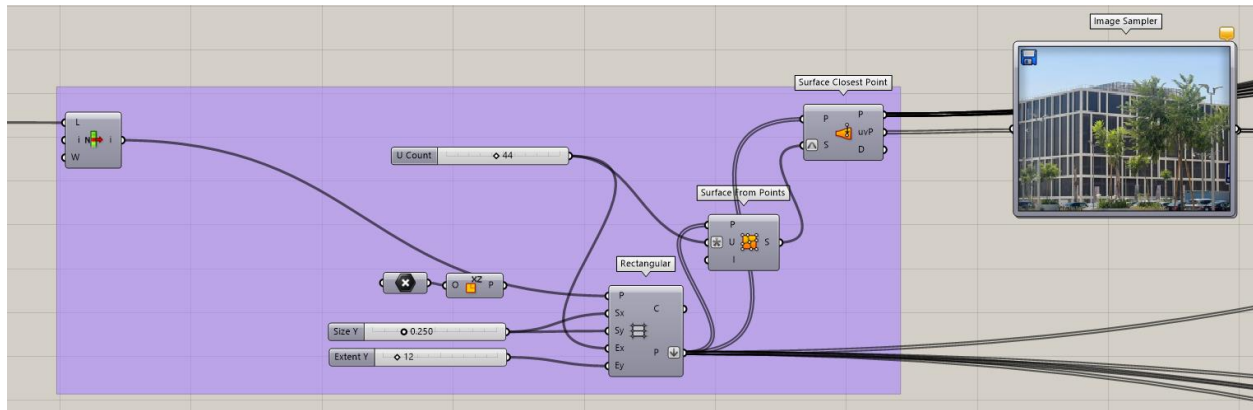 Image Sampler
Surface Closest Point
L
i N i
W
P P
uvP
S
D
U Count 44
Surface From Points
P
U S
I
XZ
O P
Rectangular
P
C
Sx
Size Y 0.250
Sy
Ex
P
Extent Y 12
Ey